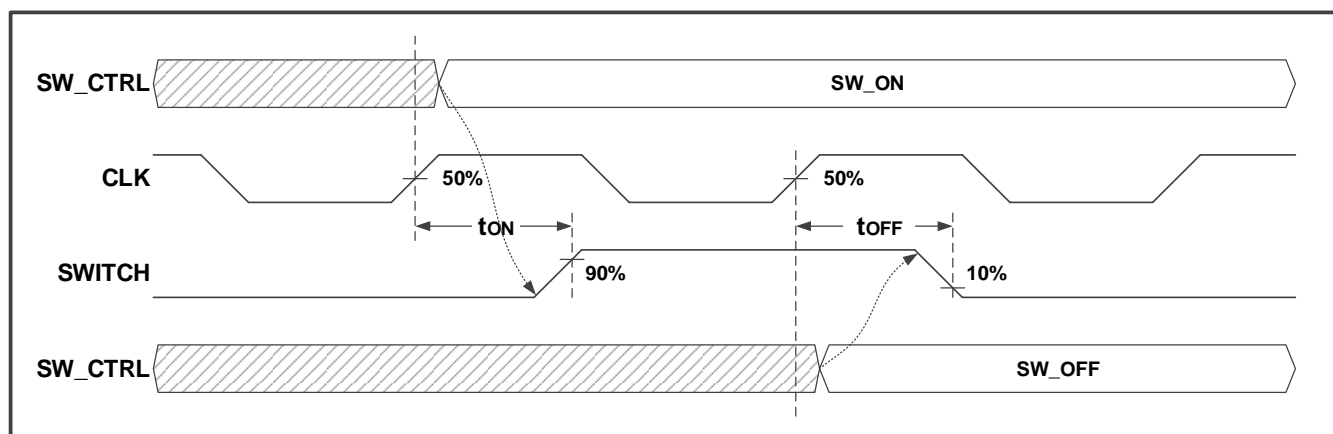 SW_CTRL
SW_ON
CLK
50%
50%
tON
tOFF
SWITCH
90%
10%
SW_CTRL
SW_OFF